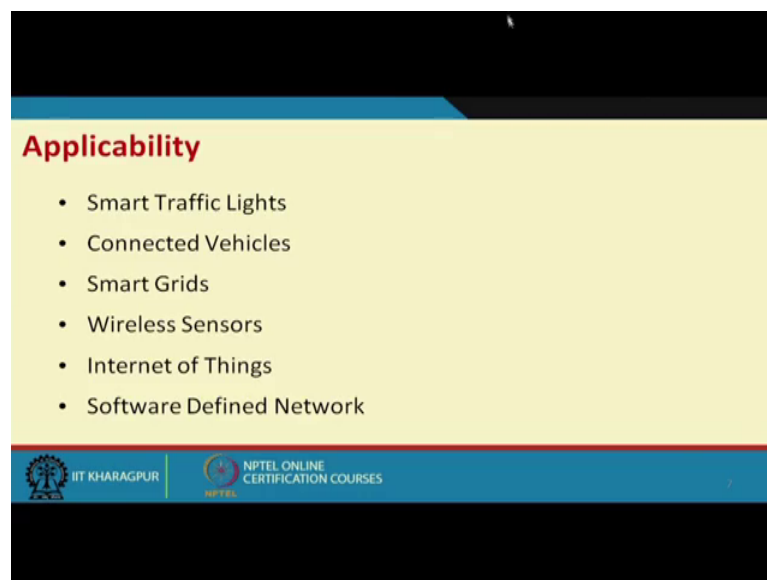 Applicability
• Smart Traffic Lights
• Connected Vehicles
• Smart Grids
• Wireless Sensors
• Internet of Things
• Software Defined Network
IIT KHARAGPUR
NPTEL
NPTEL ONLINE
CERTIFICATION COURSES
7